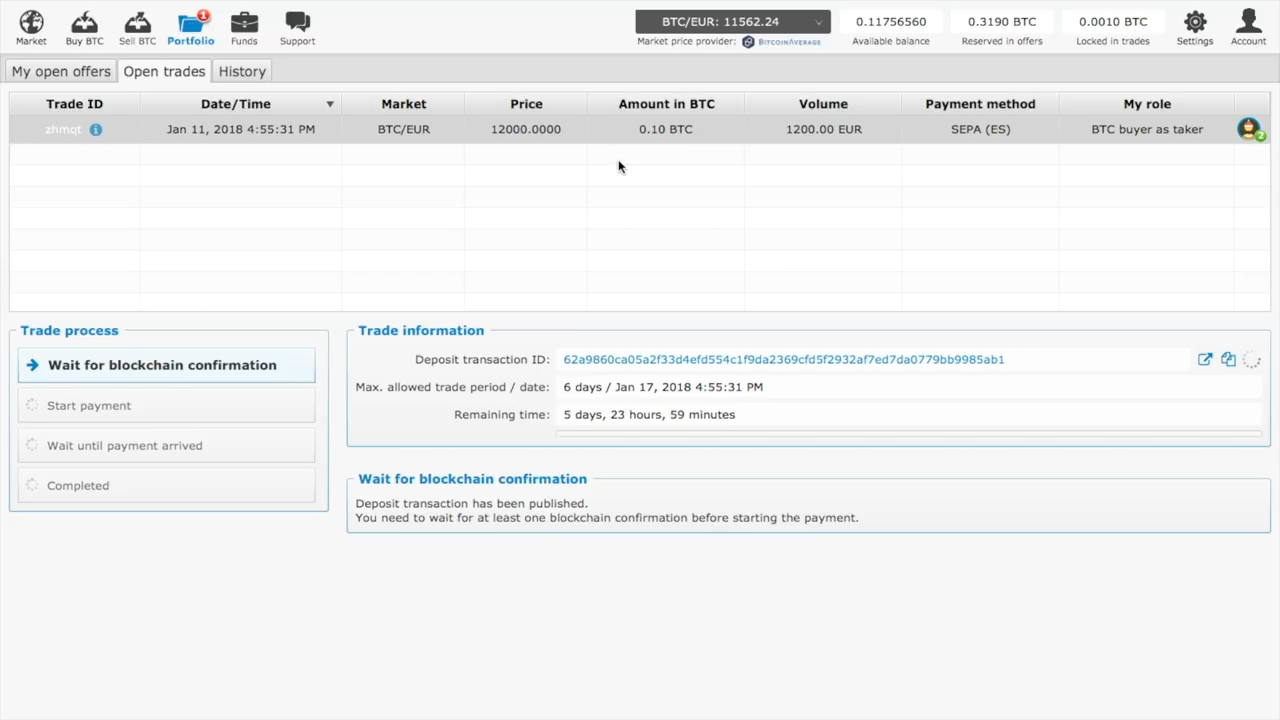 1
BTC/EUR: 11562.24 0.11756560 0.3190 BTC 0.0010 BTC
Market Buy BTC Sell BTC Portfolio Funds Support Market price provider: BITCOINAVERAGE Available balance Reserved in offers Locked in trades Settings Account
My open offers Open trades History
Trade ID Date/Time Market Price Amount in BTC Volume Payment method My role
zhmqt Jan 11, 2018 4:55:31 PM BTC/EUR 12000.0000 0.10 BTC 1200.00 EUR SEPA (ES) BTC buyer as taker 2
Trade process
Wait for blockchain confirmation
Start payment
Wait until payment arrived
Completed
Trade information
Deposit transaction ID: 62a9860ca05a2f33d4efd554c1f9da2369cfd5f2932af7ed7da0779bb9985ab1
Max. allowed trade period / date: 6 days / Jan 17, 2018 4:55:31 PM
Remaining time: 5 days, 23 hours, 59 minutes
Wait for blockchain confirmation
Deposit transaction has been published.
You need to wait for at least one blockchain confirmation before starting the payment.